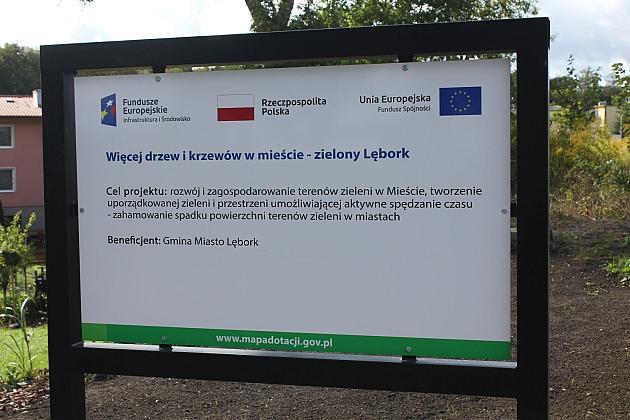 Fundusze
Europejskie
Infrastruktura i Środowisko
Rzeczpospolita
Polska
Unia Europejska
Fundusz Spójności
Więcej drzew i krzewów w mieście - zielony Lębork
Cel projektu: rozwój i zagospodarowanie terenów zieleni w Mieście, tworzenie
uporządkowanej zieleni i przestrzeni umożliwiającej aktywne spędzanie czasu
- zahamowanie spadku powierzchni terenów zieleni w miastach
Beneficjent: Gmina Miasto Lębork
www.mapadotacji.gov.pl